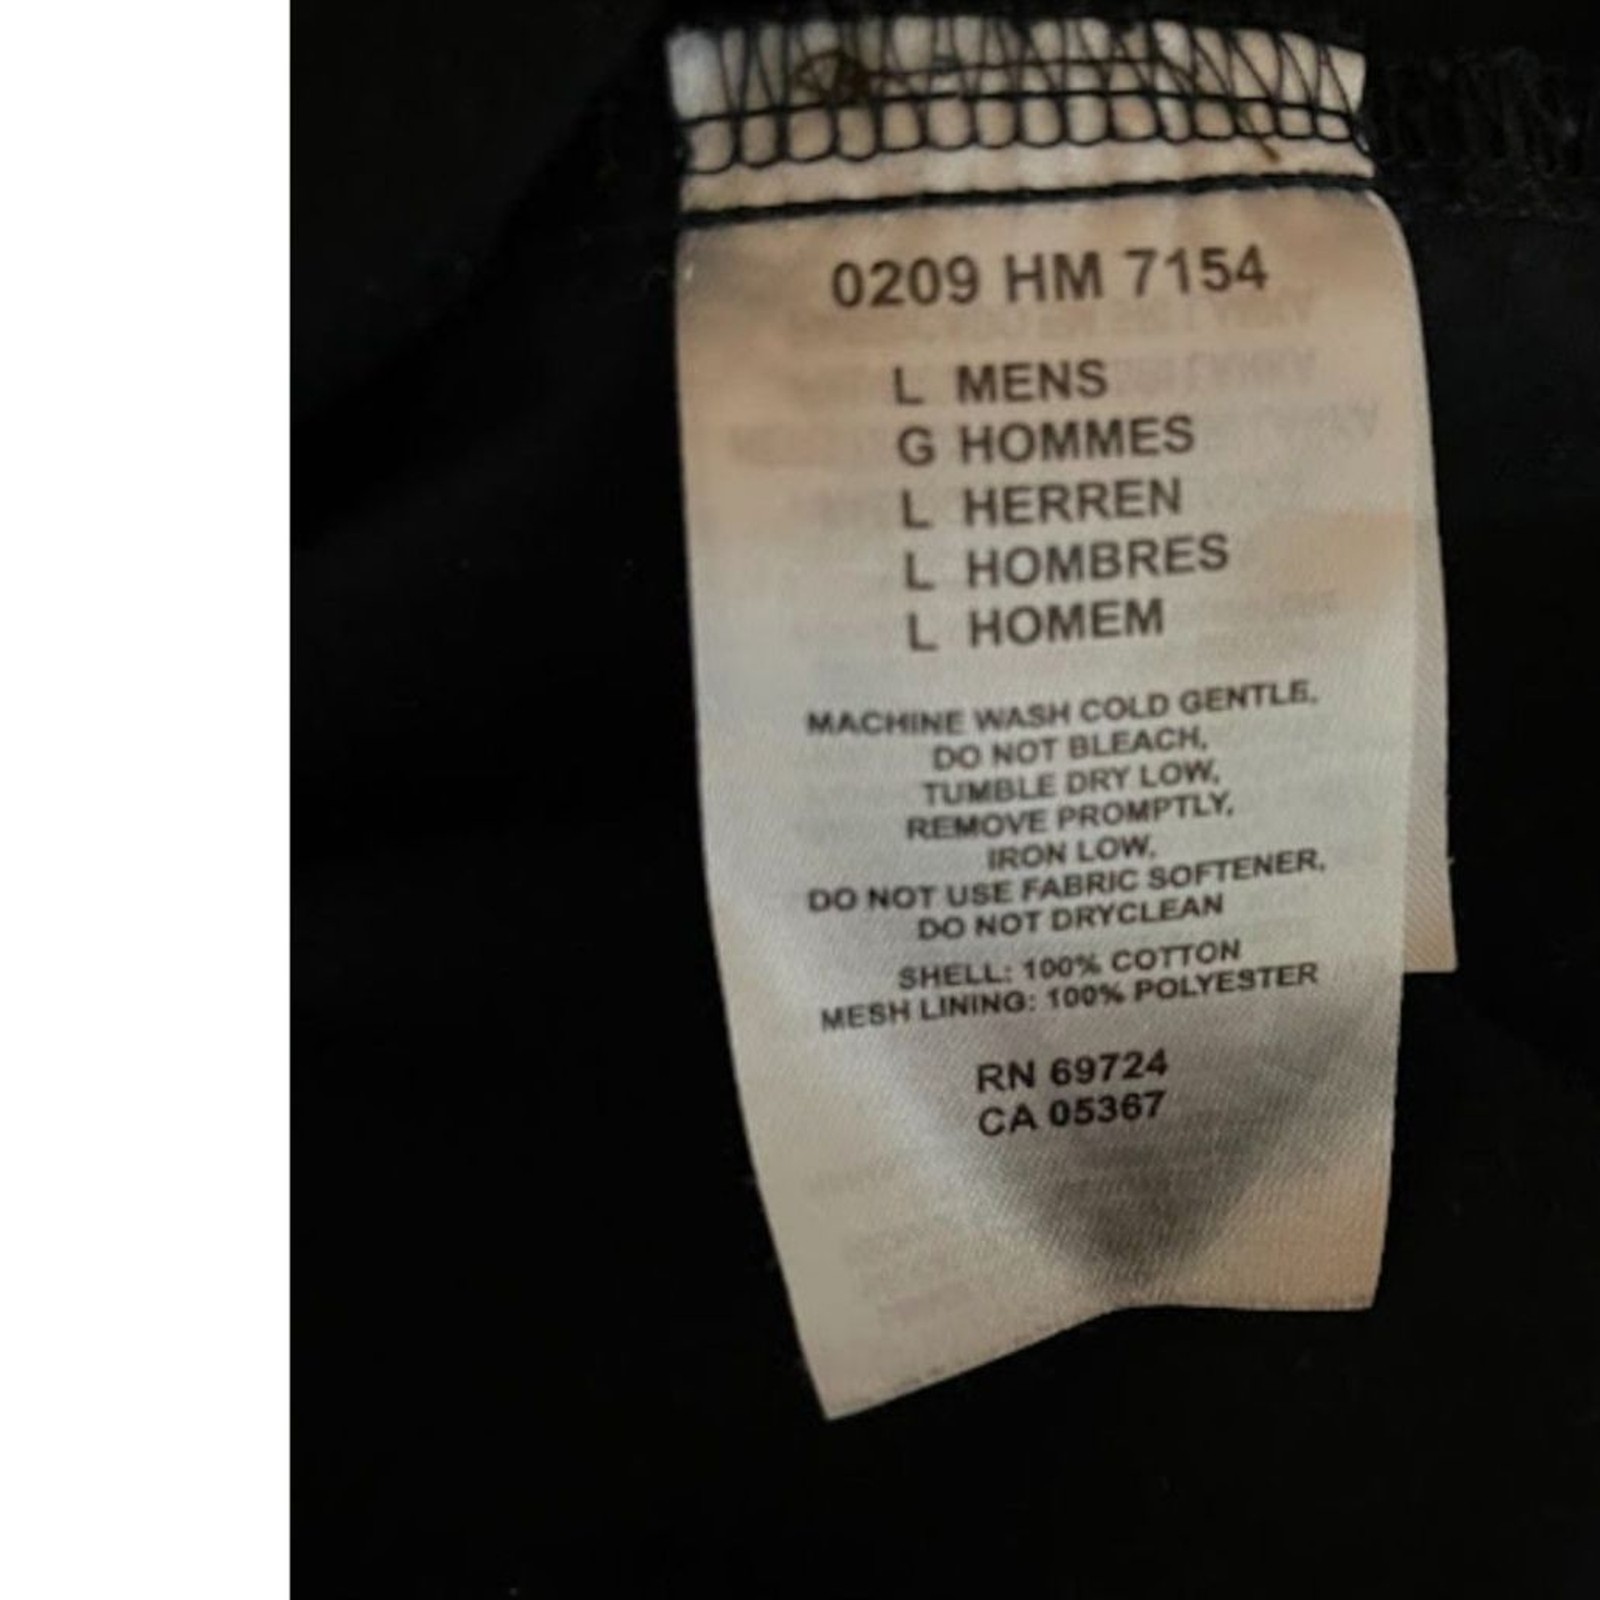 0209 HM 7154
L MENS
G HOMMES
L HERREN
L HOMBRES
L HOMEM
MACHINE WASH COLD GENTLE,
DO NOT BLEACH,
TUMBLE DRY LOW,
REMOVE PROMPTLY,
IRON LOW,
DO NOT USE FABRIC SOFTENER,
DO NOT DRYCLEAN
SHELL: 100% COTTON
MESH LINING: 100% POLYESTER
RN 69724
CA 05367